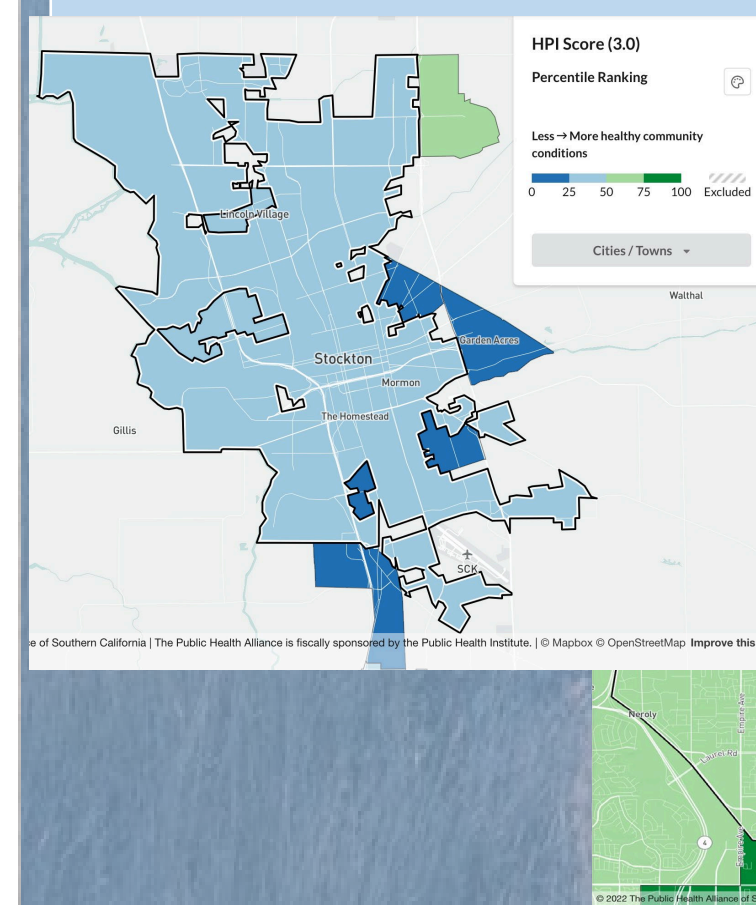 HPI Score (3.0)
Percentile Ranking
Less → More healthy community
conditions
0 25 50 75 100 Excluded
Cities / Towns
Walthal
Lincoln Village
Garden Acres
Stockton
Mormon
The Homestead
Gillis
SCK
e of Southern California | The Public Health Alliance is fiscally sponsored by the Public Health Institute. | © Mapbox © OpenStreetMap Improve this
Neroly
Empire Ave
Laurel Rd
4
Empire Ave
© 2022 The Public Health Alliance of S